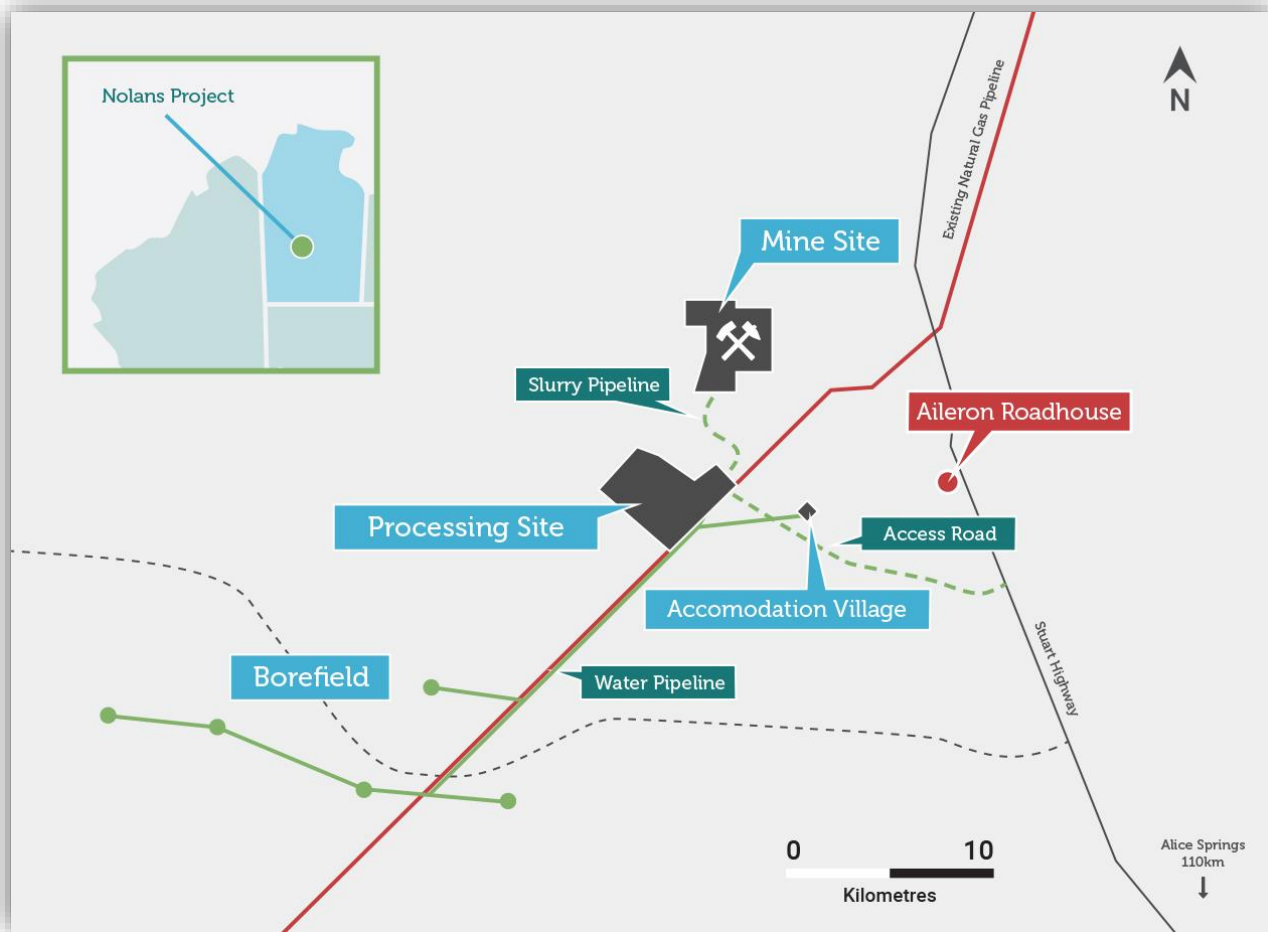 Nolans Project
N
Existing Natural Gas Pipeline
Mine Site
Slurry Pipeline
Aileron Roadhouse
Processing Site
Access Road
Accomodation Village
Stuart Highway
Borefield
Water Pipeline
0 10
Kilometres
Alice Springs
110km